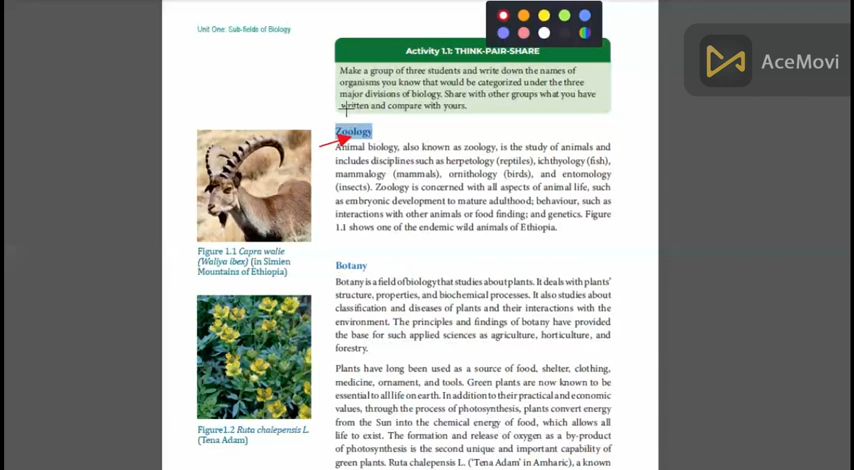 Unit One: Sub-fields of Biology
Activity 1.1: THINK-PAIR-SHARE
Make a group of three students and write down the names of
organisms you know that would be categorized under the three
major divisions of biology. Share with other groups what you have
written and compare with yours.
AceMovi
Zoology
Animal biology, also known as zoology, is the study of animals and
includes disciplines such as herpetology (reptiles), ichthyology (fish),
mammalogy (mammals), ornithology (birds), and entomology
(insects). Zoology is concerned with all aspects of animal life, such
as embryonic development to mature adulthood; behaviour, such as
interactions with other animals or food finding; and genetics. Figure
1.1 shows one of the endemic wild animals of Ethiopia.
Figure 1.1 Capra walie
(Waliya ibex) (in Simien
Mountains of Ethiopia)
Botany
Botany is a field of biology that studies about plants. It deals with plants'
structure, properties, and biochemical processes. It also studies about
classification and diseases of plants and their interactions with the
environment. The principles and findings of botany have provided
the base for such applied sciences as agriculture, horticulture, and
forestry.
Plants have long been used as a source of food, shelter, clothing,
medicine, ornament, and tools. Green plants are now known to be
essential to all life on earth. In addition to their practical and economic
values, through the process of photosynthesis, plants convert energy
from the Sun into the chemical energy of food, which allows all
life to exist. The formation and release of oxygen as a by-product
of photosynthesis is the second unique and important capability of
green plants. Ruta chalepensis L. ('Tena Adam' in Amharic), a known
Figure1.2 Ruta chalepensis L.
(Tena Adam)